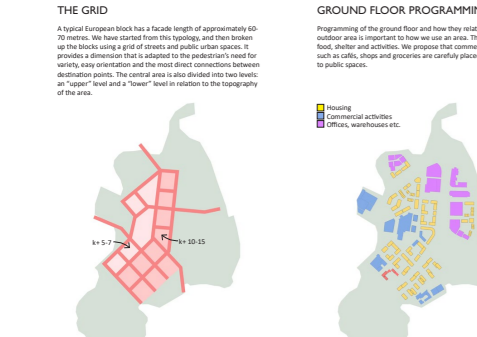 THE GRID
A typical European block has a facade length of approximately 60-
70 metres. We have started from this typology, and then broken
up the blocks using a grid of streets and public urban spaces. It
provides a dimension that is adapted to the pedestrian's need for
variety, easy orientation and the most direct connections between
destination points. The central area is also divided into two levels:
an "upper" level and a "lower" level in relation to the topography
of the area.
k+ 5-7
k+ 10-15
GROUND FLOOR PROGRAMMIN
Programming of the ground floor and how they relat
outdoor area is important to how we use an area. Th
food, shelter and activities. We propose that comme
such as cafés, shops and groceries are carefuly place
to public spaces.
Housing
Commercial activities
Offices, warehouses etc.